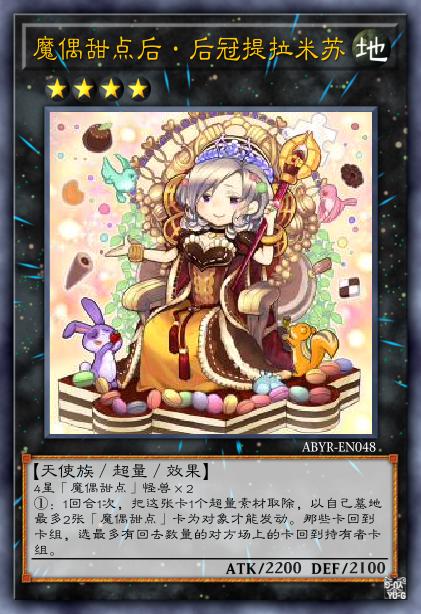 魔偶甜点后·后冠提拉米苏 地
ABYR-EN048
【天使族／超量／效果】
4星「魔偶甜点」怪兽×2
①：1回合1次，把这张卡1个超量素材取除，以自己墓地
最多2张「魔偶甜点」卡为对象才能发动。那些卡回到
卡组，选最多有回去数量的对方场上的卡回到持有者卡
组。
ATK/2200 DEF/2100